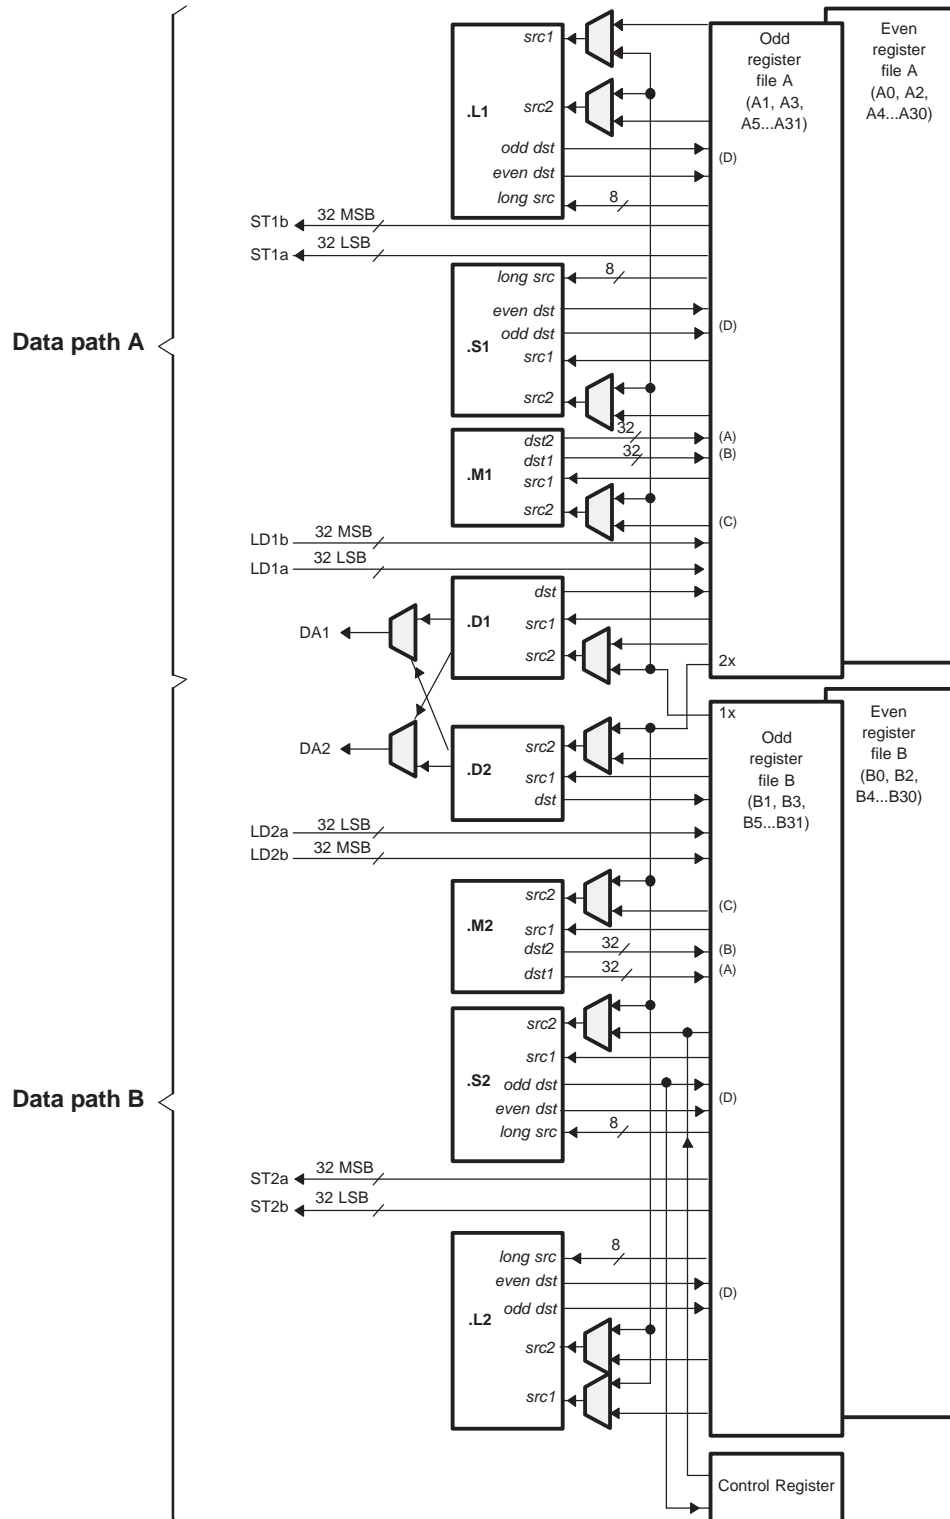 Even
register
file A
(A0, A2,
A4...A30)
Odd
register
file A
(A1, A3,
A5...A31)
src1
.L1
src2
odd dst
(D)
even dst
long src
8
ST1b
32 MSB
ST1a
32 LSB
long src
8
even dst
(D)
odd dst
Data path A
.S1
src1
src2
32
dst2
(A)
32
dst1
(B)
.M1
src1
src2
(C)
LD1b
32 MSB
LD1a
32 LSB
dst
.D1
src1
DA1
src2
2x
1x
Even
register
file B
(B0, B2,
B4...B30)
Odd
register
file B
(B1, B3,
B5...B31)
src2
DA2
.D2
src1
dst
LD2a
32 LSB
LD2b
32 MSB
src2
(C)
.M2
src1
dst2
32
(B)
dst1
32
(A)
src2
src1
.S2
odd dst
(D)
Data path B
even dst
long src
8
ST2a
32 MSB
ST2b
32 LSB
long src
8
even dst
(D)
odd dst
.L2
src2
src1
Control Register